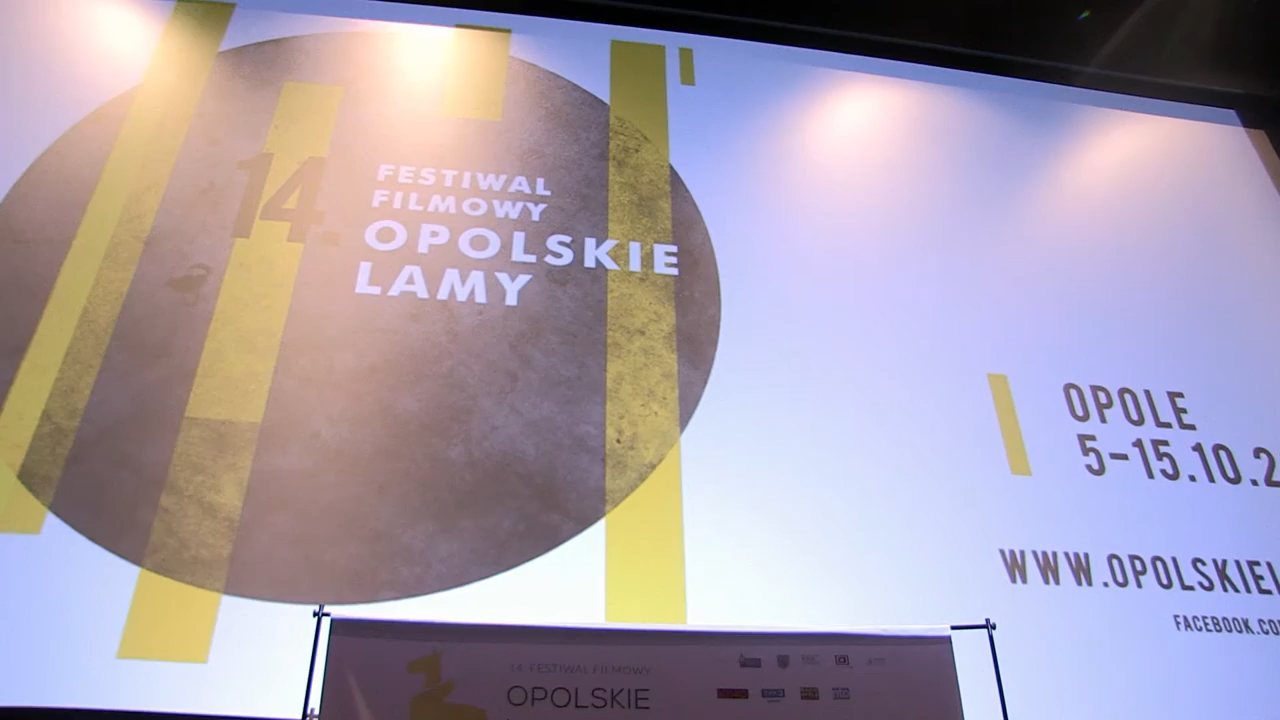 14.
FESTIWAL
FILMOWY
OPOLSKIE
LAMY
OPOLE
5-15.10.2
WWW.OPOLSKIEL
FACEBOOK.CO
14. FESTIWAL FILMOWY
OPOLSKIE